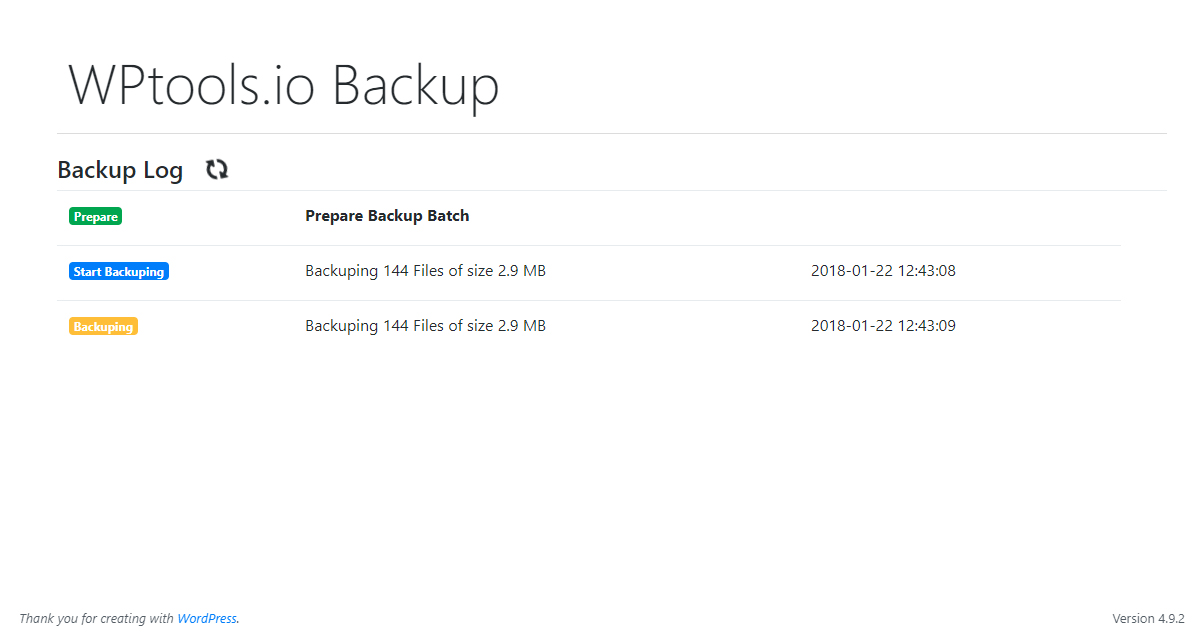 WPtools.io Backup
Backup Log
Prepare Prepare Backup Batch
Start Backuping Backuping 144 Files of size 2.9 MB 2018-01-22 12:43:08
Backuping Backuping 144 Files of size 2.9 MB 2018-01-22 12:43:09
Thank you for creating with WordPress. Version 4.9.2